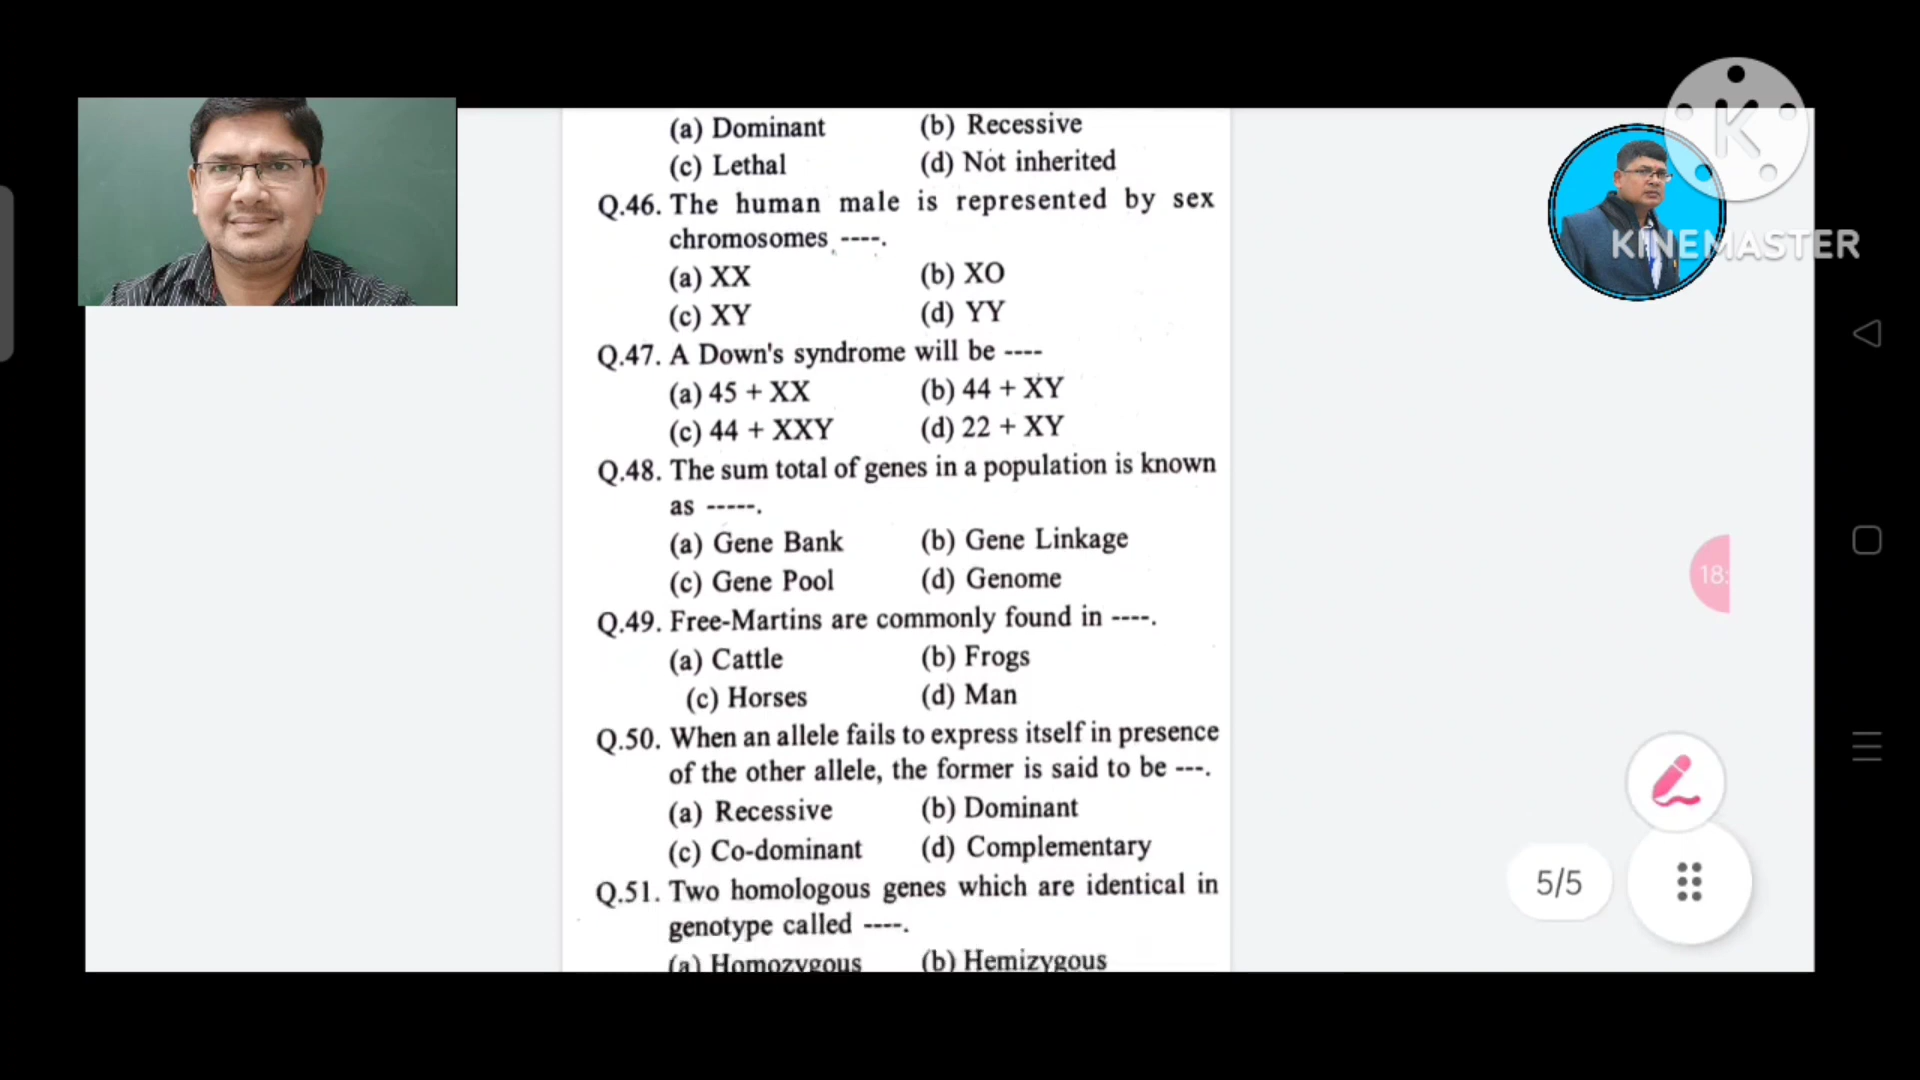 (a) Dominant (b) Recessive
(c) Lethal (d) Not inherited
Q.46. The human male is represented by sex
chromosomes ----.
(a) XX (b) XO
(c) XY (d) YY
Q.47. A Down's syndrome will be ----
(a) 45 + XX (b) 44 + XY
(c) 44 + XXY (d) 22 + XY
Q.48. The sum total of genes in a population is known
as -----.
(a) Gene Bank (b) Gene Linkage
(c) Gene Pool (d) Genome
Q.49. Free-Martins are commonly found in ----.
(a) Cattle (b) Frogs
(c) Horses (d) Man
Q.50. When an allele fails to express itself in presence
of the other allele, the former is said to be ---.
(a) Recessive (b) Dominant
(c) Co-dominant (d) Complementary
Q.51. Two homologous genes which are identical in
genotype called ----.
(a) Homozygous (b) Hemizygous
K
KINEMASTER
18:
5/5